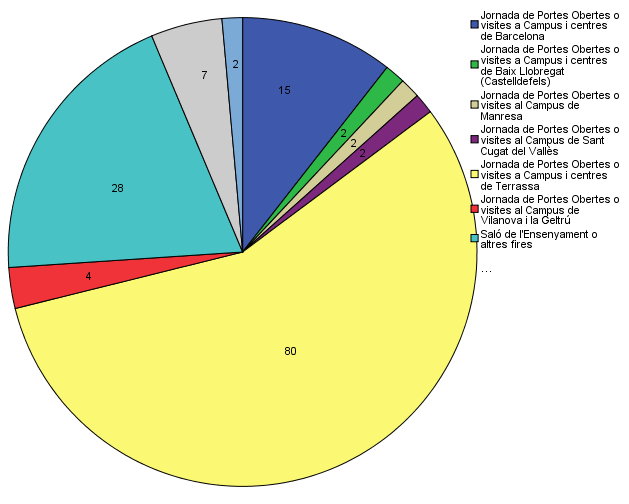 Jornada de Portes Obertes o
visites a Campus i centres
de Barcelona
Jornada de Portes Obertes o
visites a Campus i centres
de Baix Llobregat
(Castelldefels)
Jornada de Portes Obertes o
visites al Campus de
Manresa
Jornada de Portes Obertes o
visites al Campus de Sant
Cugat del Vallès
Jornada de Portes Obertes o
visites a Campus i centres
de Terrassa
Jornada de Portes Obertes o
visites al Campus de
Vilanova i la Geltrú
Saló de l'Ensenyament o
altres fires
...
2
7
15
2
2
2
28
4
80